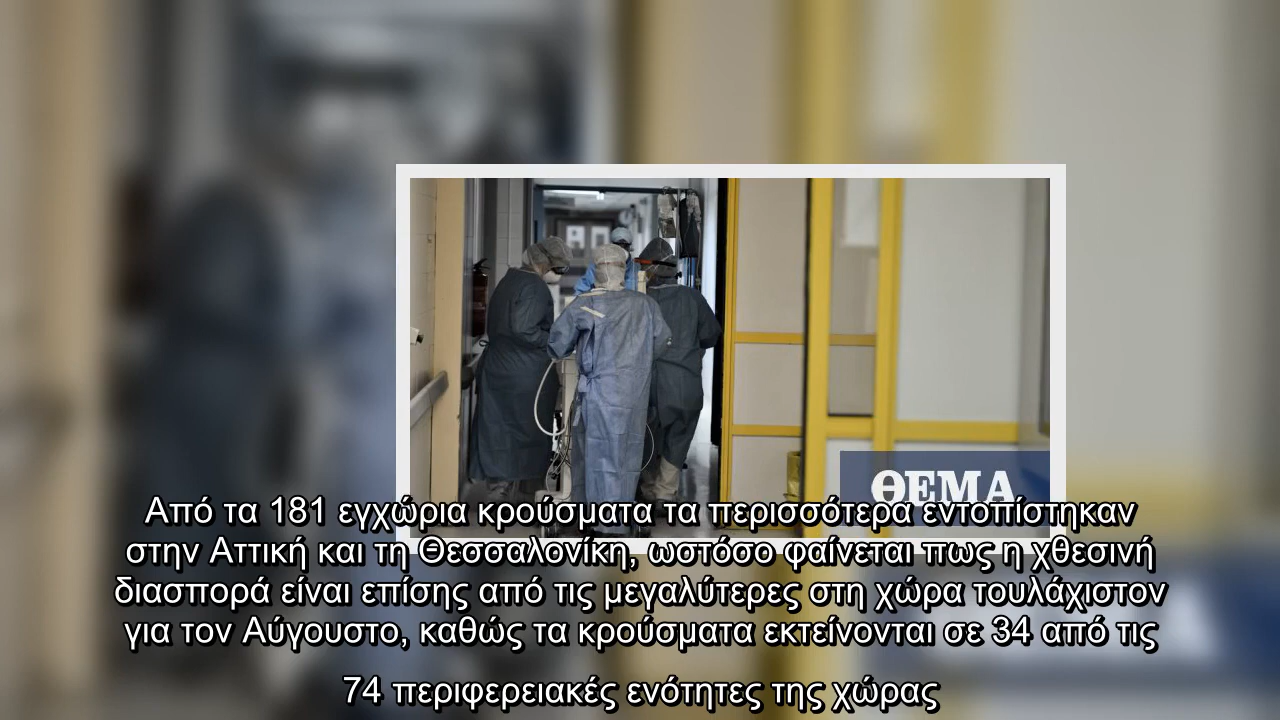 ΘΕΜΑ
Από τα 181 εγχώρια κρούσματα τα περισσότερα εντοπίστηκαν
στην Αττική και τη Θεσσαλονίκη, ωστόσο φαίνεται πως η χθεσινή
διασπορά είναι επίσης από τις μεγαλύτερες στη χώρα τουλάχιστον
για τον Αύγουστο, καθώς τα κρούσματα εκτείνονται σε 34 από τις
74 περιφερειακές ενότητες της χώρας